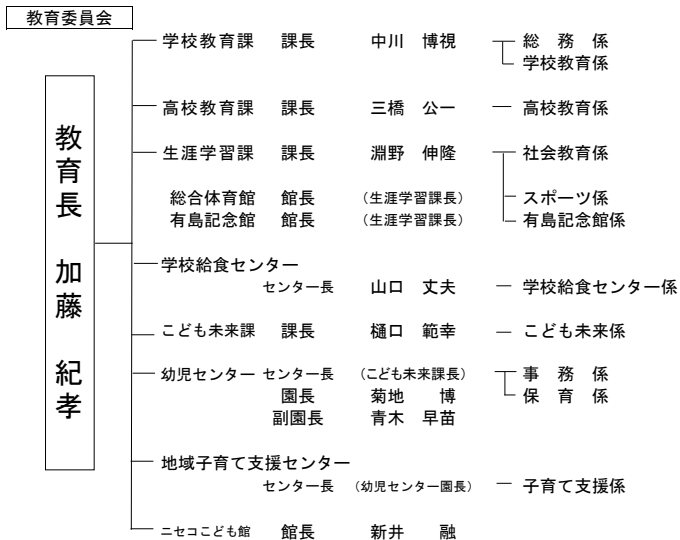 教育委員会
教育長 加藤 紀孝
学校教育課 課長 中川 博視 総務係
学校教育係
高校教育課 課長 三橋 公一 高校教育係
生涯学習課 課長 淵野 伸隆 社会教育係
総合体育館 館長 （生涯学習課長） スポーツ係
有島記念館 館長 （生涯学習課長） 有島記念館係
学校給食センター
センター長 山口 丈夫 学校給食センター係
こども未来課 課長 樋口 範幸 こども未来係
幼児センター センター長 （こども未来課長） 事務係
園長 菊地 博 保育係
副園長 青木 早苗
地域子育て支援センター
センター長 （幼児センター園長） 子育て支援係
ニセコこども館 館長 新井 融